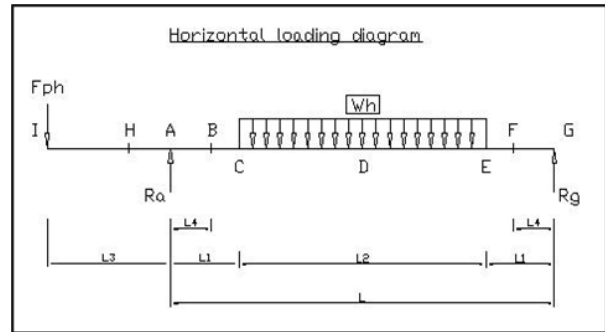 Horizontal loading diagram
Fph
Wh
I H A B F G
C D E
Ra Rg
L4 L4
L3 L1 L2 L1
L